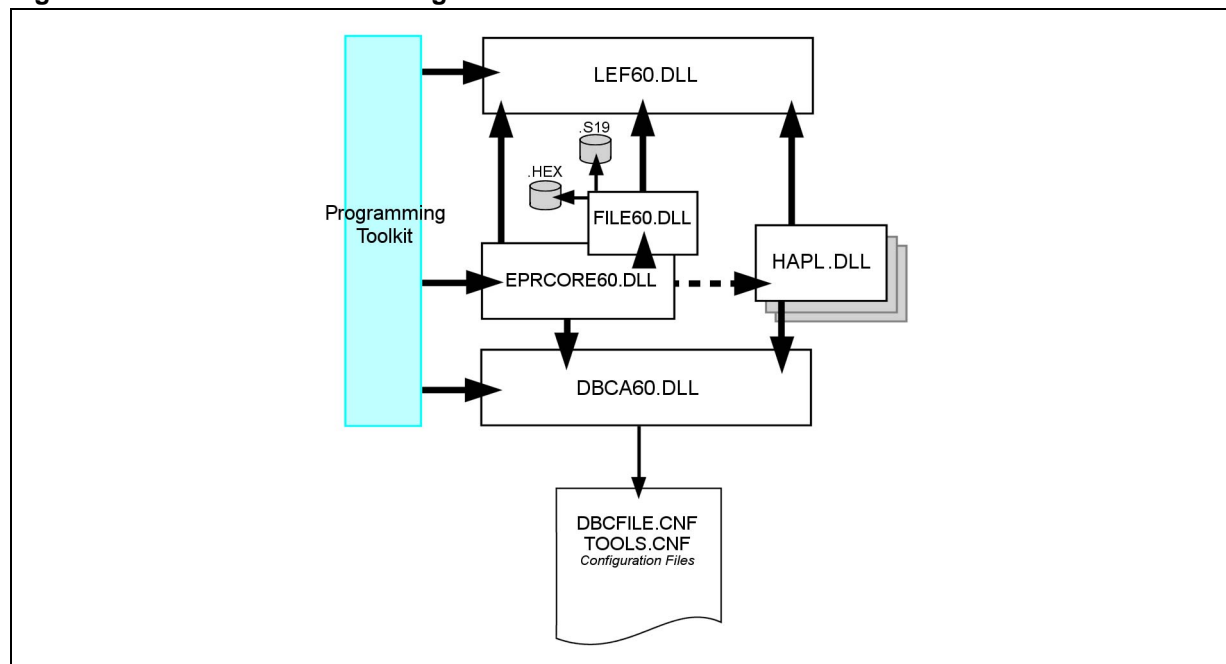 LEF60.DLL
.S19
.HEX
Programming
Toolkit
FILE60.DLL
EPRCORE60.DLL
HAPL.DLL
DBCA60.DLL
DBCFILE.CNF
TOOLS.CNF
Configuration Files